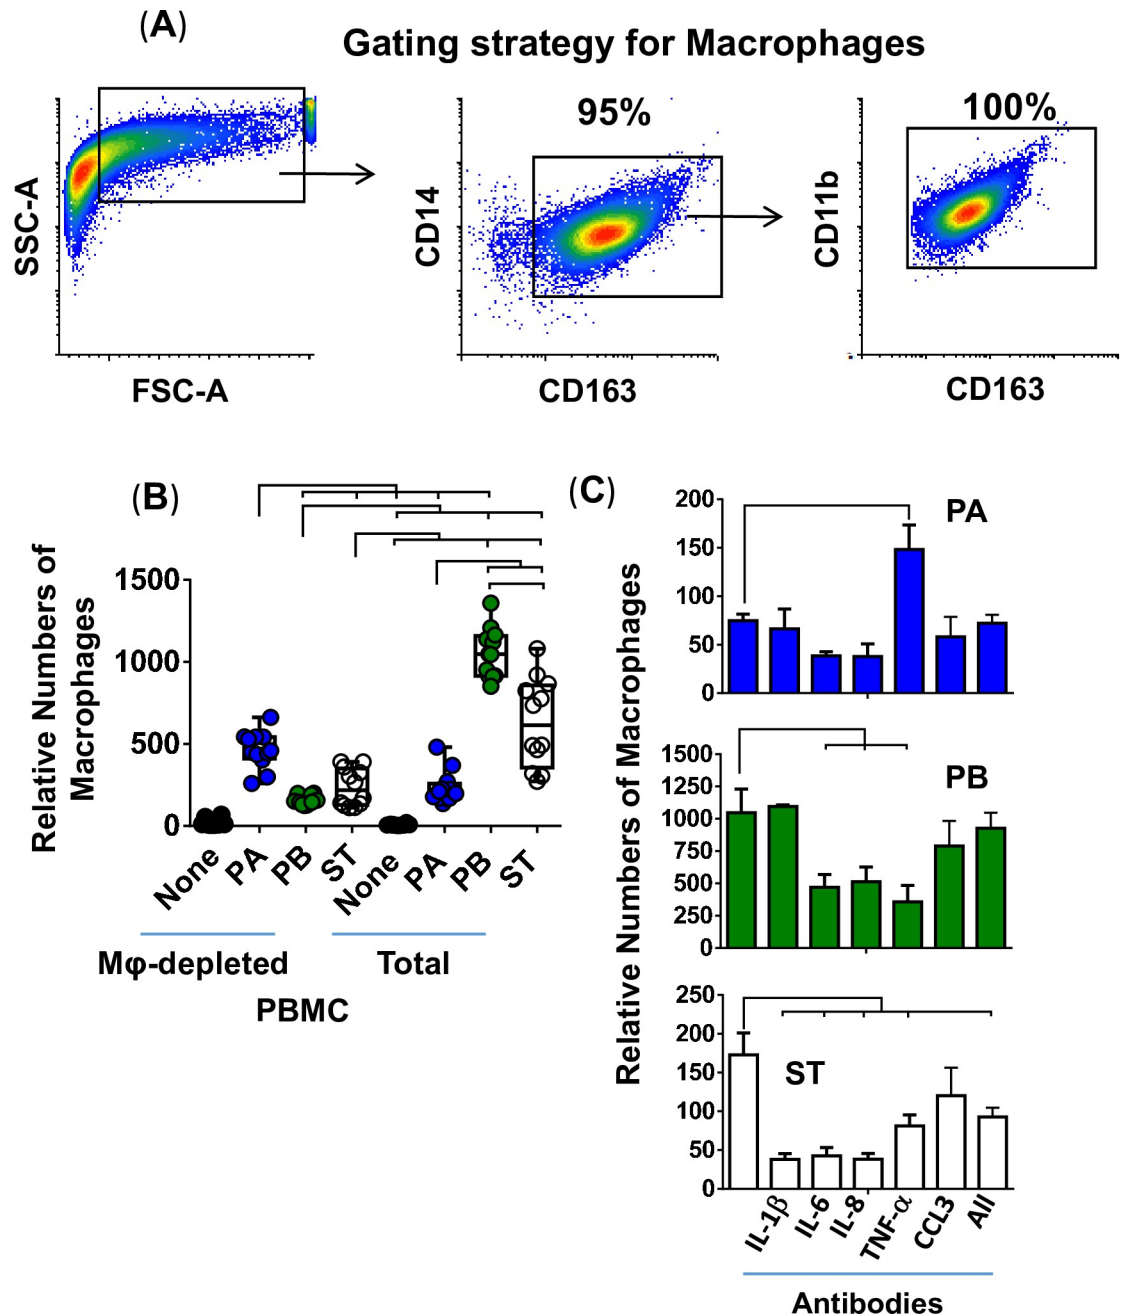 (A)
Gating strategy for Macrophages
SSC-A
FSC-A
95%
CD14
CD163
100%
CD11b
CD163
(B)
Relative Numbers of
Macrophages
1500
1000
500
0
None
PA
PB
ST
None
PA
PB
ST
Mφ-depleted
Total
PBMC
(C)
Relative Numbers of Macrophages
200
150
100
50
0
PA
1500
1250
1000
750
500
250
0
PB
250
200
150
100
50
0
ST
IL-1β
IL-6
IL-8
TNF-α
CCL3
All
Antibodies